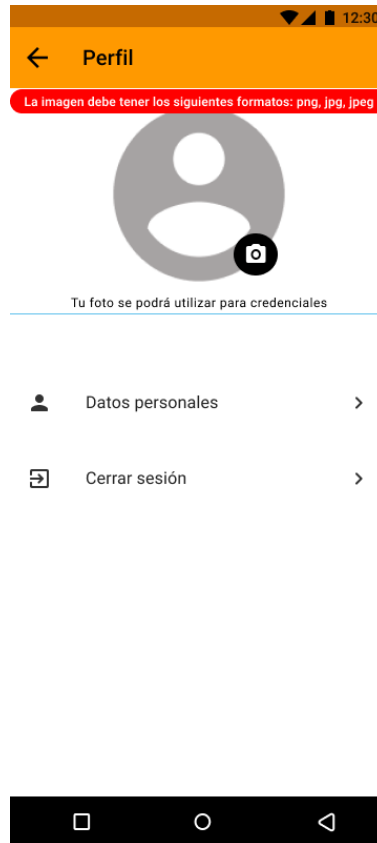 12:30
Perfil
La imagen debe tener los siguientes formatos: png, jpg, jpeg
Tu foto se podrá utilizar para credenciales
Datos personales
Cerrar sesión